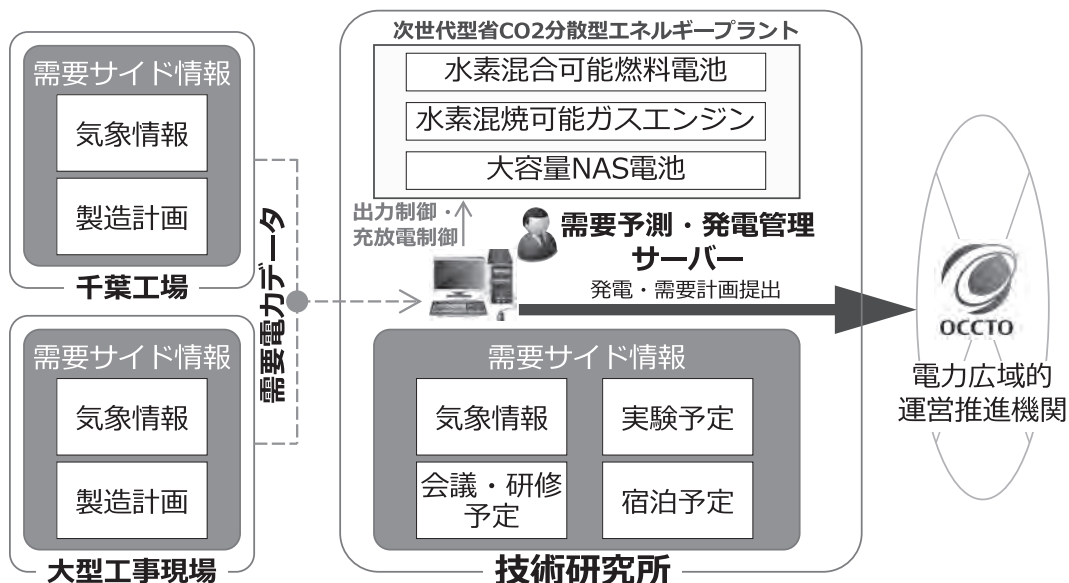 需要サイド情報
気象情報
製造計画
千葉工場
需要サイド情報
気象情報
製造計画
大型工事現場
需要電力データ
次世代型省CO2分散型エネルギープラント
水素混合可能燃料電池
水素混焼可能ガスエンジン
大容量NAS電池
出力制御・
充放電制御
需要予測・発電管理
サーバー
発電・需要計画提出
需要サイド情報
気象情報
実験予定
会議・研修
予定
宿泊予定
技術研究所
OCCTO
電力広域的
運営推進機関